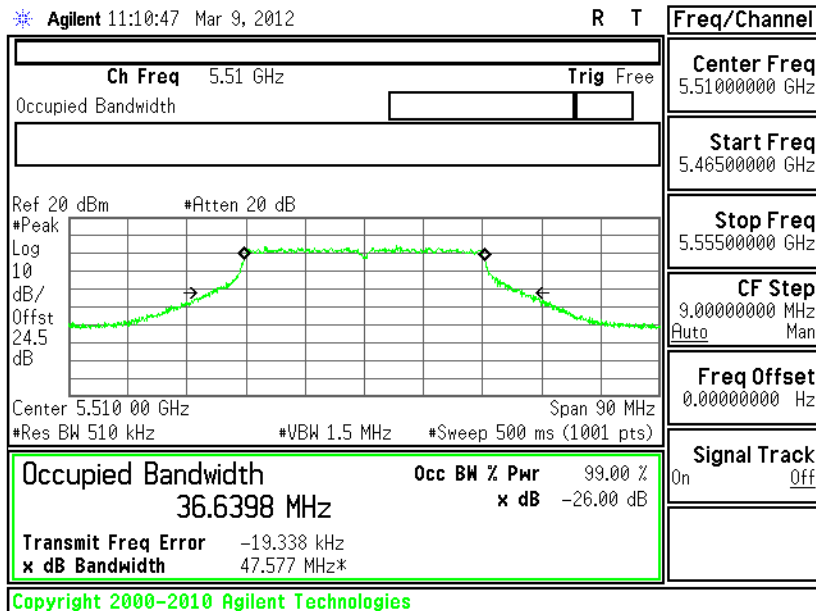 Agilent 11:10:47 Mar 9, 2012 R T
Ch Freq 5.51 GHz Trig Free
Occupied Bandwidth
Ref 20 dBm #Atten 20 dB
#Peak
Log
10
dB/
Offst
24.5
dB
Center 5.510 00 GHz Span 90 MHz
#Res BW 510 kHz #VBW 1.5 MHz #Sweep 500 ms (1001 pts)
Occupied Bandwidth
36.6398 MHz
Occ BW % Pwr 99.00 %
x dB -26.00 dB
Transmit Freq Error -19.338 kHz
x dB Bandwidth 47.577 MHz*
Copyright 2000-2010 Agilent Technologies
Freq/Channel
Center Freq
5.51000000 GHz
Start Freq
5.46500000 GHz
Stop Freq
5.55500000 GHz
CF Step
9.00000000 MHz
Auto Man
Freq Offset
0.00000000 Hz
Signal Track
On Off